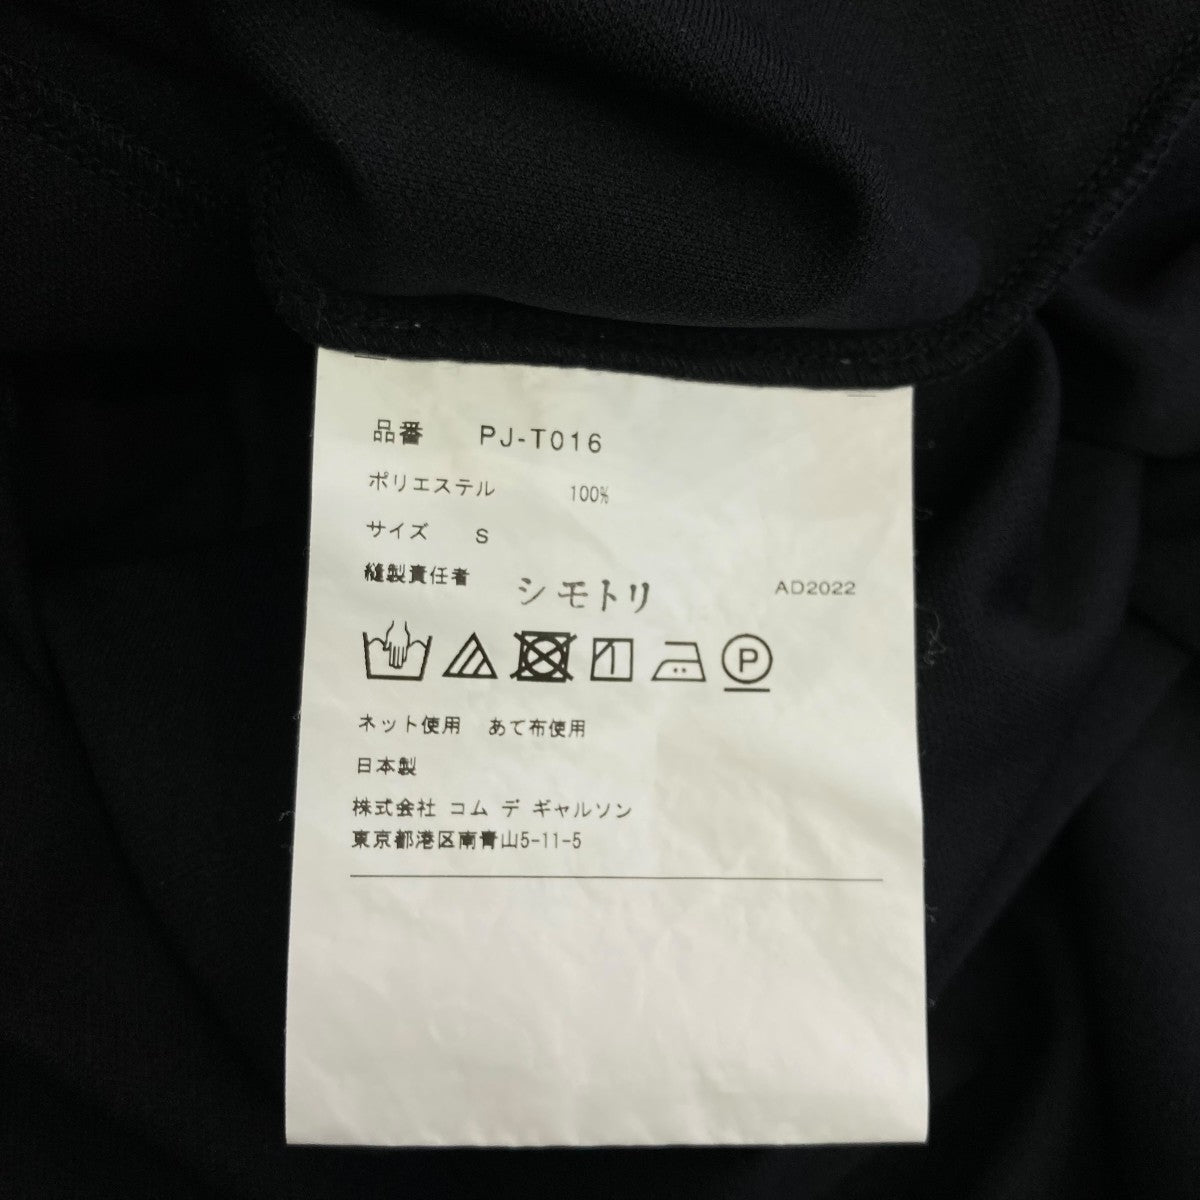 品番 PJ-T016
ポリエステル 100%
サイズ S
縫製責任者 シモトリ AD2022
P
ネット使用 あて布使用
日本製
株式会社 コム デ ギャルソン
東京都港区南青山5-11-5